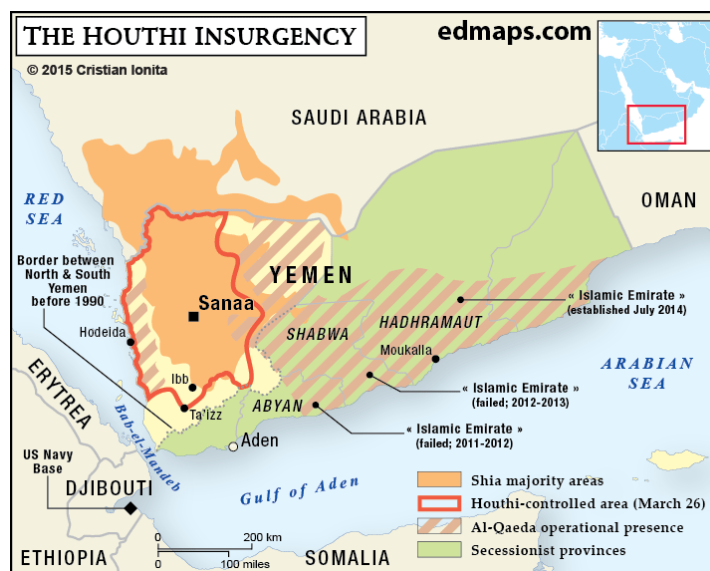 THE HOUTHI INSURGENCY
edmaps.com
© 2015 Cristian Ionita
SAUDI ARABIA
RED
SEA
OMAN
Border between
North & South
Yemen
before 1990
YEMEN
Sanaa
« Islamic Emirate »
(established July 2014)
SHABWA
HADHRAMAUT
Hodeida
Moukalla
ARABIAN
SEA
Ibb
« Islamic Emirate »
(failed; 2012-2013)
ERYTREA
Ta'izz
ABYAN
« Islamic Emirate »
(failed; 2011-2012)
Bab-el-Mandeb
Aden
US Navy
Base
DJIBOUTI
Gulf of Aden
Shia majority areas
Houthi-controlled area (March 26)
Al-Qaeda operational presence
Secessionist provinces
0 200 km
0 100 miles
ETHIOPIA
SOMALIA